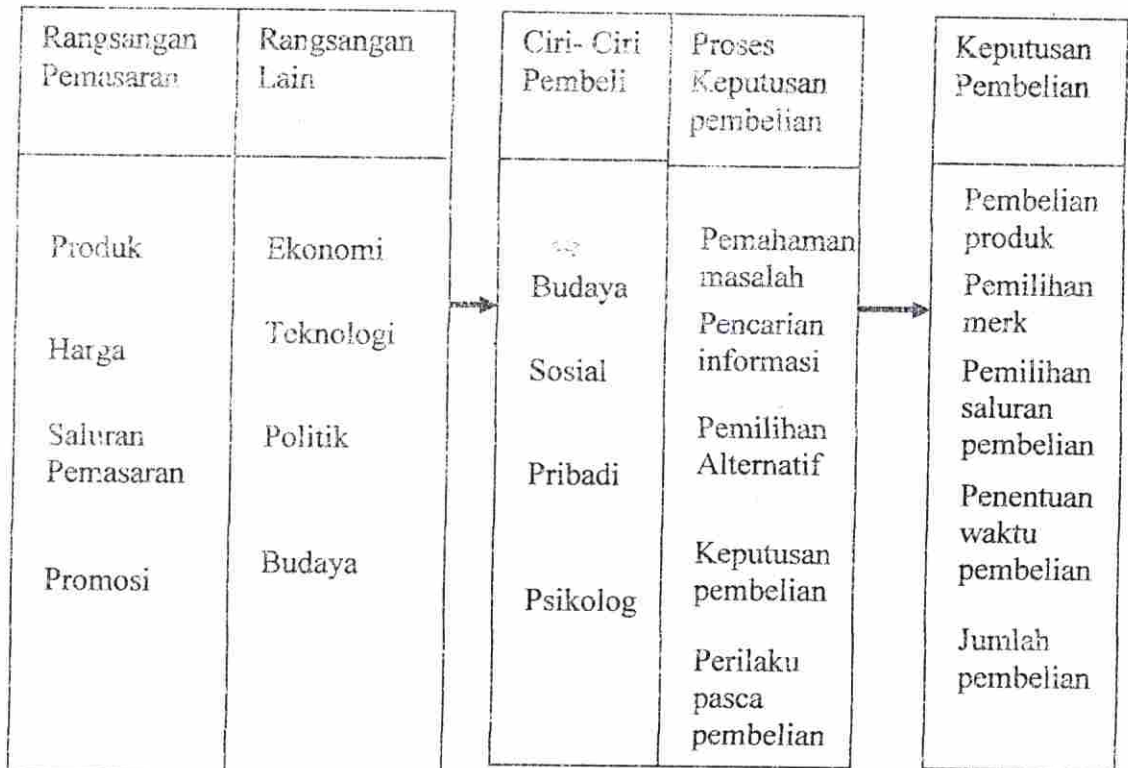 Rangsangan
Pemasaran
Rangsangan
Lain
Ciri- Ciri
Pembeli
Proses
Keputusan
pembelian
Keputusan
Pembelian
Produk
Harga
Saluran
Pemasaran
Promosi
Ekonomi
Teknologi
Politik
Budaya
Budaya
Sosial
Pribadi
Psikolog
Pemahaman
masalah
Pencarian
informasi
Pemilihan
Alternatif
Keputusan
pembelian
Perilaku
pasca
pembelian
Pembelian
produk
Pemilihan
merk
Pemilihan
saluran
pembelian
Penentuan
waktu
pembelian
Jumlah
pembelian